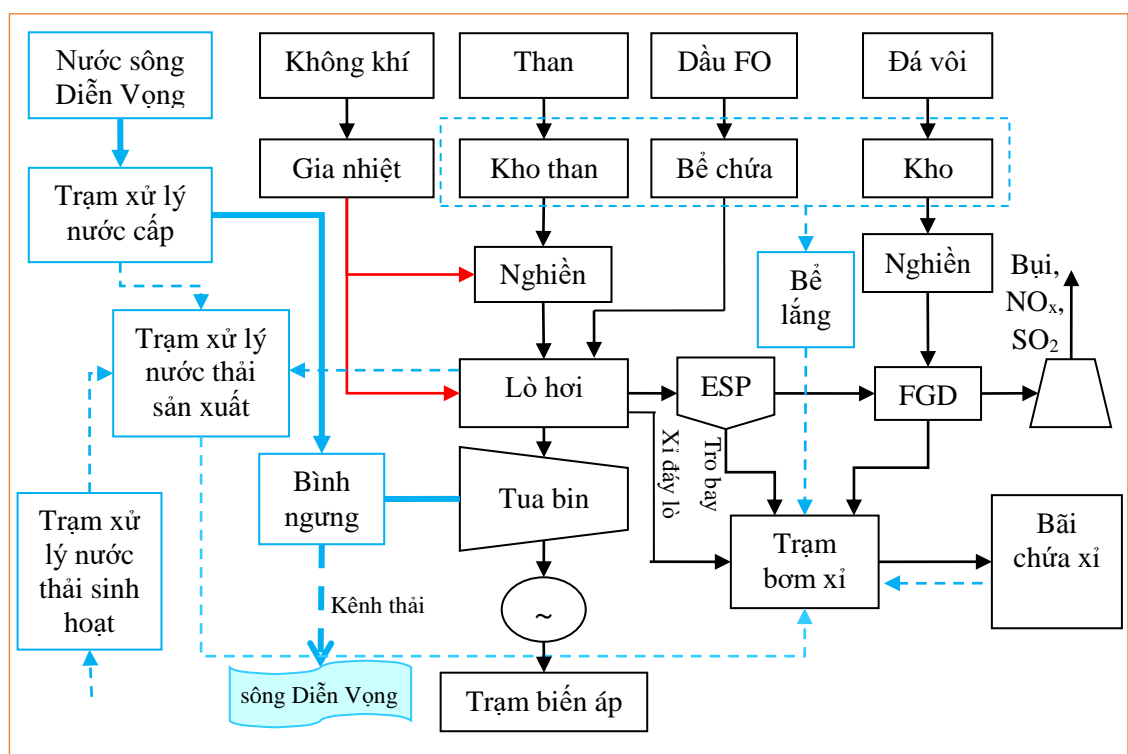 Nước sông
Diễn Vọng
Không khí
Than
Dầu FO
Đá vôi
Trạm xử lý
nước cấp
Gia nhiệt
Kho than
Bể chứa
Kho
Nghiền
Bể
lắng
Nghiền
Bụi,
NOₓ,
SO₂
Trạm xử lý
nước thải
sản xuất
Lò hơi
ESP
FGD
Xỉ đáy lò
Tro bay
Bình
ngưng
Tua bin
Trạm xử
lý nước
thải sinh
hoạt
Trạm
bơm xỉ
Bãi
chứa xỉ
Kênh thải
~
sông Diễn Vọng
Trạm biến áp